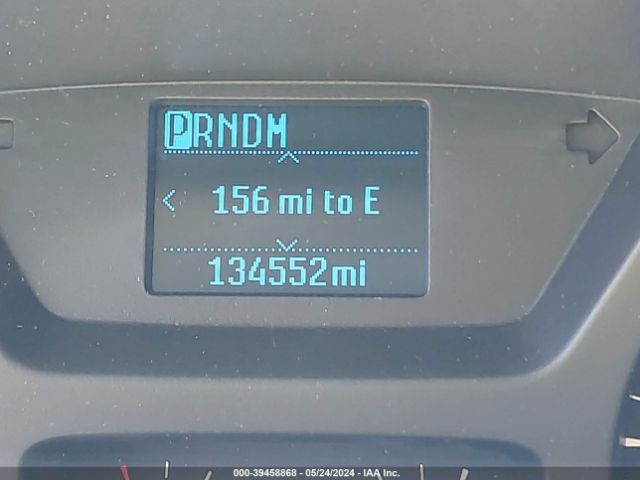 PRNDM
156 mi to E
134552mi
000-39458868 - 05/24/2024 - IAA Inc.